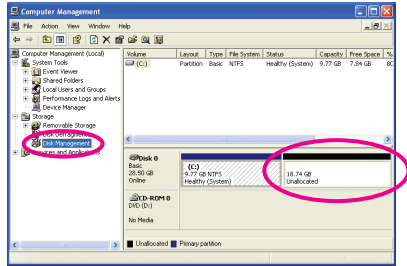 Computer Management
File Action View Window Help
Computer Management (Local)
System Tools
Event Viewer
Shared Folders
Local Users and Groups
Performance Logs and Alerts
Device Manager
Storage
Removable Storage
Disk Defragmenter
Disk Management
Services and Applications
Volume Layout Type File System Status Capacity Free Space %
(C:) Partition Basic NTFS Healthy (System) 9.77 GB 7.84 GB 80
Disk 0
Basic
28.50 GB
Online
(C:)
9.77 GB NTFS
Healthy (System)
18.74 GB
Unallocated
CD-ROM 0
DVD (D:)
No Media
Unallocated Primary partition